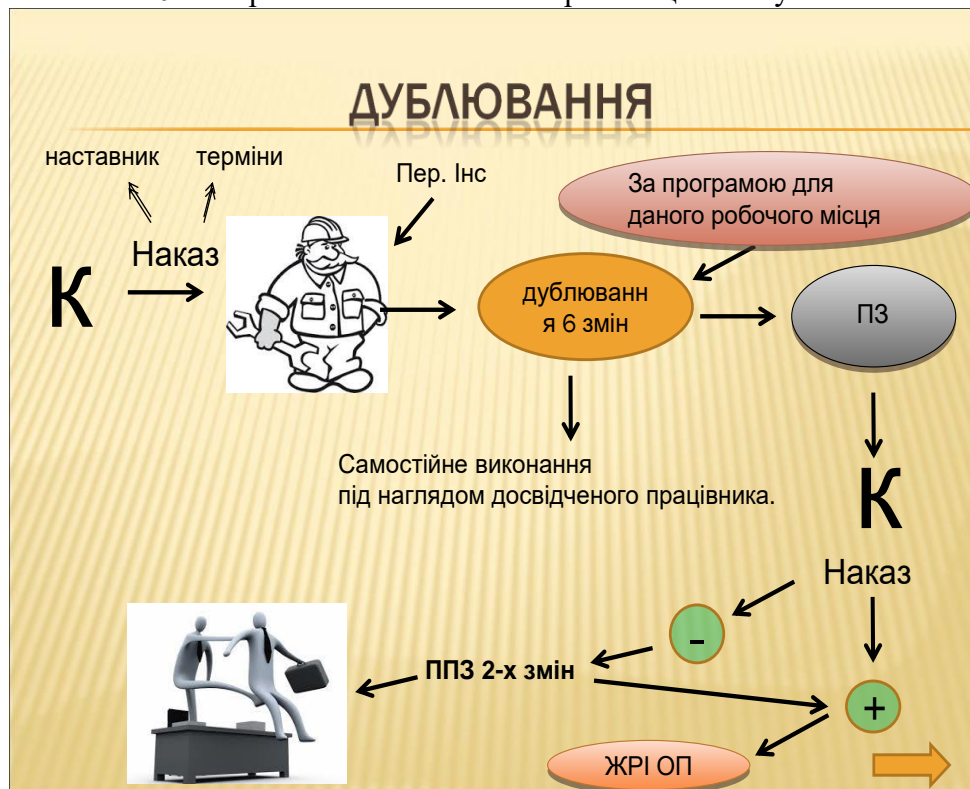 ДУБЛЮВАННЯ
наставник
терміни
Пер. Інс
За програмою для
даного робочого місця
К
Наказ
дублюванн
я 6 змін
ПЗ
Самостійне виконання
під наглядом досвідченого працівника.
К
Наказ
-
ППЗ 2-х змін
+
ЖРІ ОП